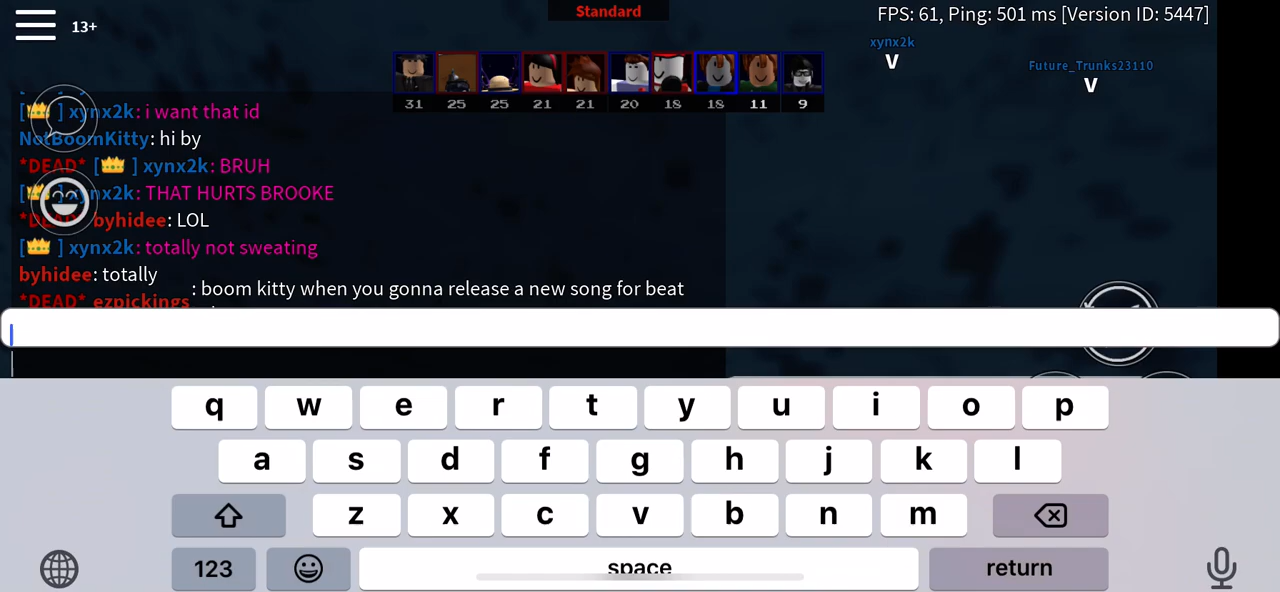 Standard
13+
FPS: 61, Ping: 501 ms [Version ID: 5447]
xynx2k
V
Future_Trunks23110
V
31 25 25 21 21 20 18 18 11 9
[👑 ] xynx2k: i want that id
NotBoomKitty: hi by
*DEAD* [👑 ] xynx2k: BRUH
[👑 ] xynx2k: THAT HURTS BROOKE
*DEAD* byhidee: LOL
[👑 ] xynx2k: totally not sweating
byhidee: totally
*DEAD* ezpickings: boom kitty when you gonna release a new song for beat
q w e r t y u i o p
a s d f g h j k l
z x c v b n m
123 space return